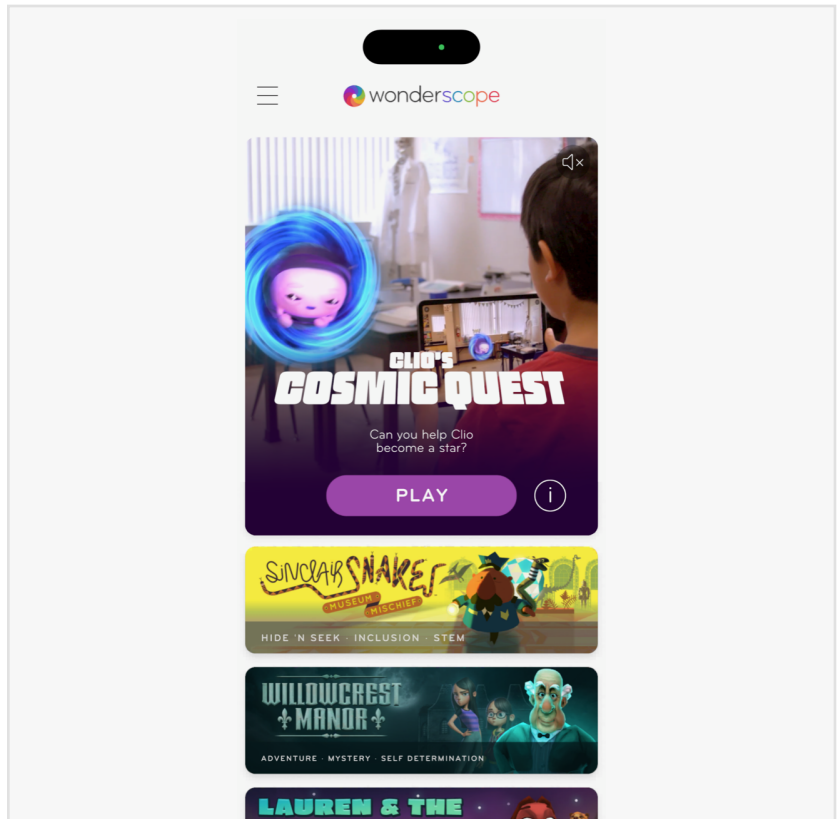 wonderscope
CLIO'S
COSMIC QUEST
Can you help Clio
become a star?
PLAY
i
SINCLAIR SNAKES
MUSEUM
MISCHIEF
HIDE 'N SEEK · INCLUSION · STEM
WILLOWCREST
MANOR
ADVENTURE · MYSTERY · SELF DETERMINATION
LAUREN & THE